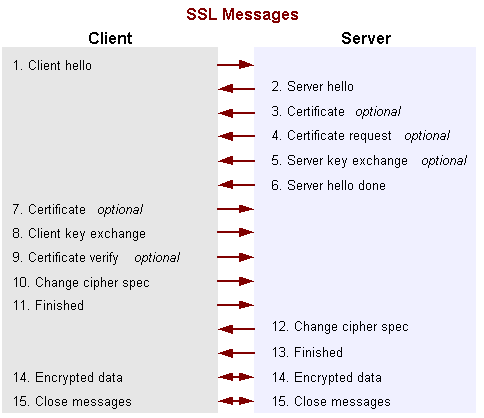 SSL Messages
Client Server
1. Client hello
2. Server hello
3. Certificate optional
4. Certificate request optional
5. Server key exchange optional
6. Server hello done
7. Certificate optional
8. Client key exchange
9. Certificate verify optional
10. Change cipher spec
11. Finished
12. Change cipher spec
13. Finished
14. Encrypted data 14. Encrypted data
15. Close messages 15. Close messages